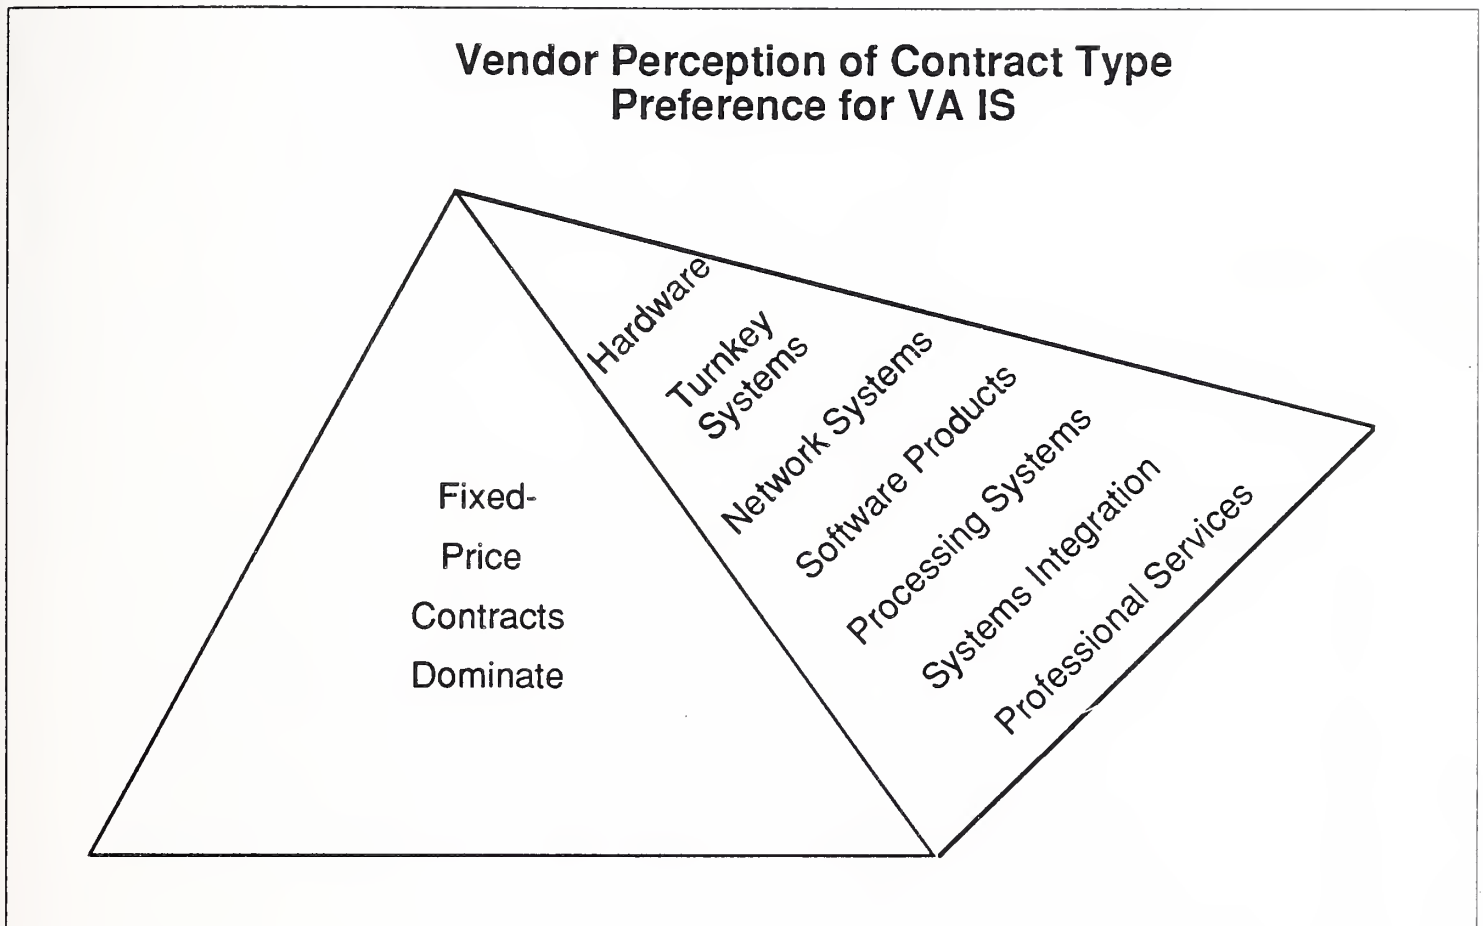 Vendor Perception of Contract Type
Preference for VA IS
Fixed-
Price
Contracts
Dominate
Hardware
Turnkey
Systems
Network Systems
Software Products
Processing Systems
Systems Integration
Professional Services